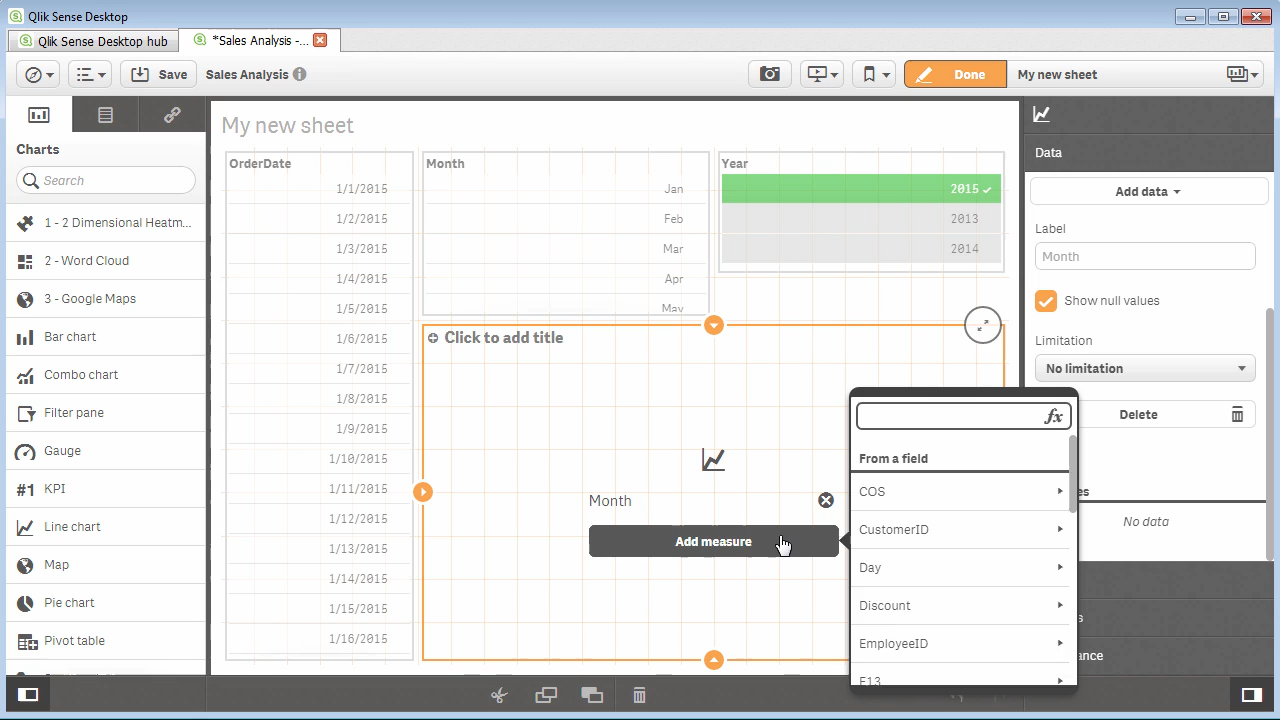 Qlik Sense Desktop
Qlik Sense Desktop hub
*Sales Analysis -...
Save
Sales Analysis
Done
My new sheet
Charts
Search
1 - 2 Dimensional Heatm...
2 - Word Cloud
3 - Google Maps
Bar chart
Combo chart
Filter pane
Gauge
#1 KPI
Line chart
Map
Pie chart
Pivot table
My new sheet
OrderDate
1/1/2015
1/2/2015
1/3/2015
1/4/2015
1/5/2015
1/6/2015
1/7/2015
1/8/2015
1/9/2015
1/10/2015
1/11/2015
1/12/2015
1/13/2015
1/14/2015
1/15/2015
1/16/2015
Month
Jan
Feb
Mar
Apr
May
Year
2015
2013
2014
Click to add title
Month
Add measure
fx
From a field
COS
CustomerID
Day
Discount
EmployeeID
F13
Data
Add data
Label
Month
Show null values
Limitation
No limitation
Delete
es
No data
s
ance